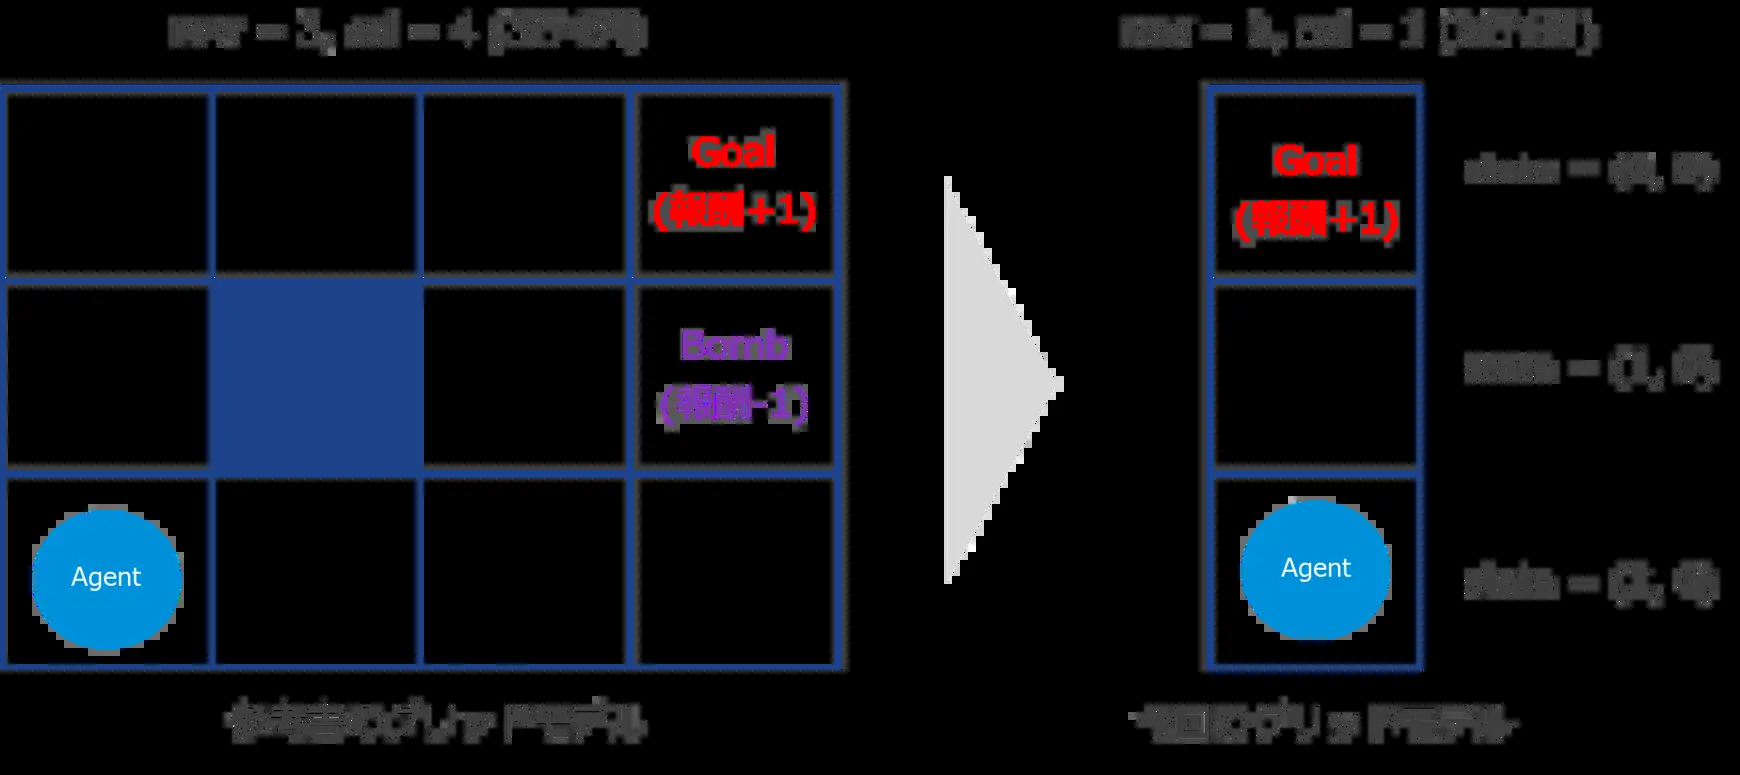 row = 3, col = 4 (3行4列)
row = 3, col = 1 (3行1列)
Goal
(報酬+1)
Bomb
(報酬-1)
Agent
Goal
(報酬+1)
Agent
state = (0, 0)
state = (1, 0)
state = (2, 0)
参考書のグリッドモデル
今回のグリッドモデル